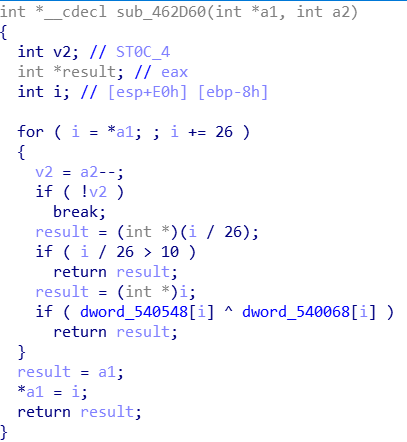 int *__cdecl sub_462D60(int *a1, int a2)
{
  int v2; // ST0C_4
  int *result; // eax
  int i; // [esp+E0h] [ebp-8h]

  for ( i = *a1; ; i += 26 )
  {
    v2 = a2--;
    if ( !v2 )
      break;
    result = (int *)(i / 26);
    if ( i / 26 > 10 )
      return result;
    result = (int *)i;
    if ( dword_540548[i] ^ dword_540068[i] )
      return result;
  }
  result = a1;
  *a1 = i;
  return result;
}